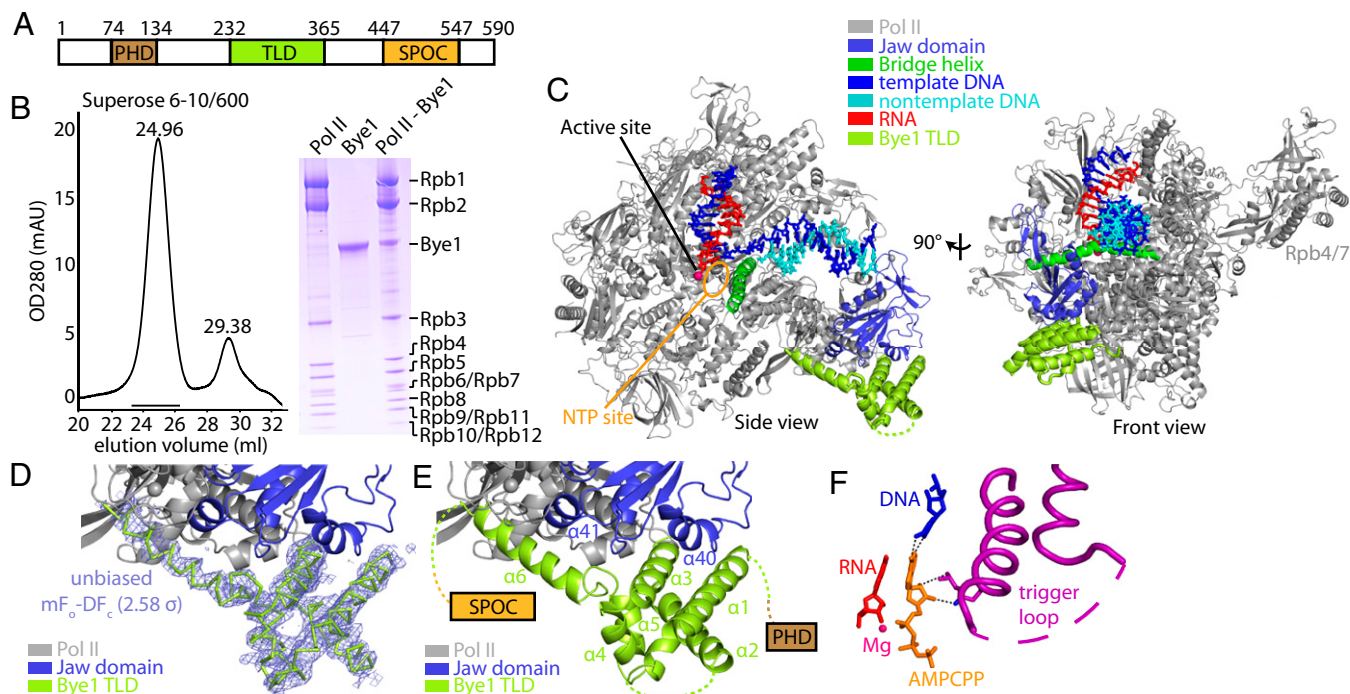 A
1 74 134 232 365 447 547 590
PHD TLD SPOC
B
Superose 6-10/600
24.96
29.38
OD280 (mAU)
20
15
10
5
0
20 22 24 26 28 30 32
elution volume (ml)
Pol II
Bye1
Pol II - Bye1
Rpb1
Rpb2
Bye1
Rpb3
Rpb4
Rpb5
Rpb6/Rpb7
Rpb8
Rpb9/Rpb11
Rpb10/Rpb12
C
Pol II
Jaw domain
Bridge helix
template DNA
nontemplate DNA
RNA
Bye1 TLD
Active site
NTP site
Side view
90°
Rpb4/7
Front view
D
unbiased
mFo-DFc (2.58 σ)
Pol II
Jaw domain
Bye1 TLD
E
α41
α40
α6
α3
α1
α5
α4
α2
SPOC
PHD
Pol II
Jaw domain
Bye1 TLD
F
DNA
RNA
Mg
trigger
loop
AMPCPP